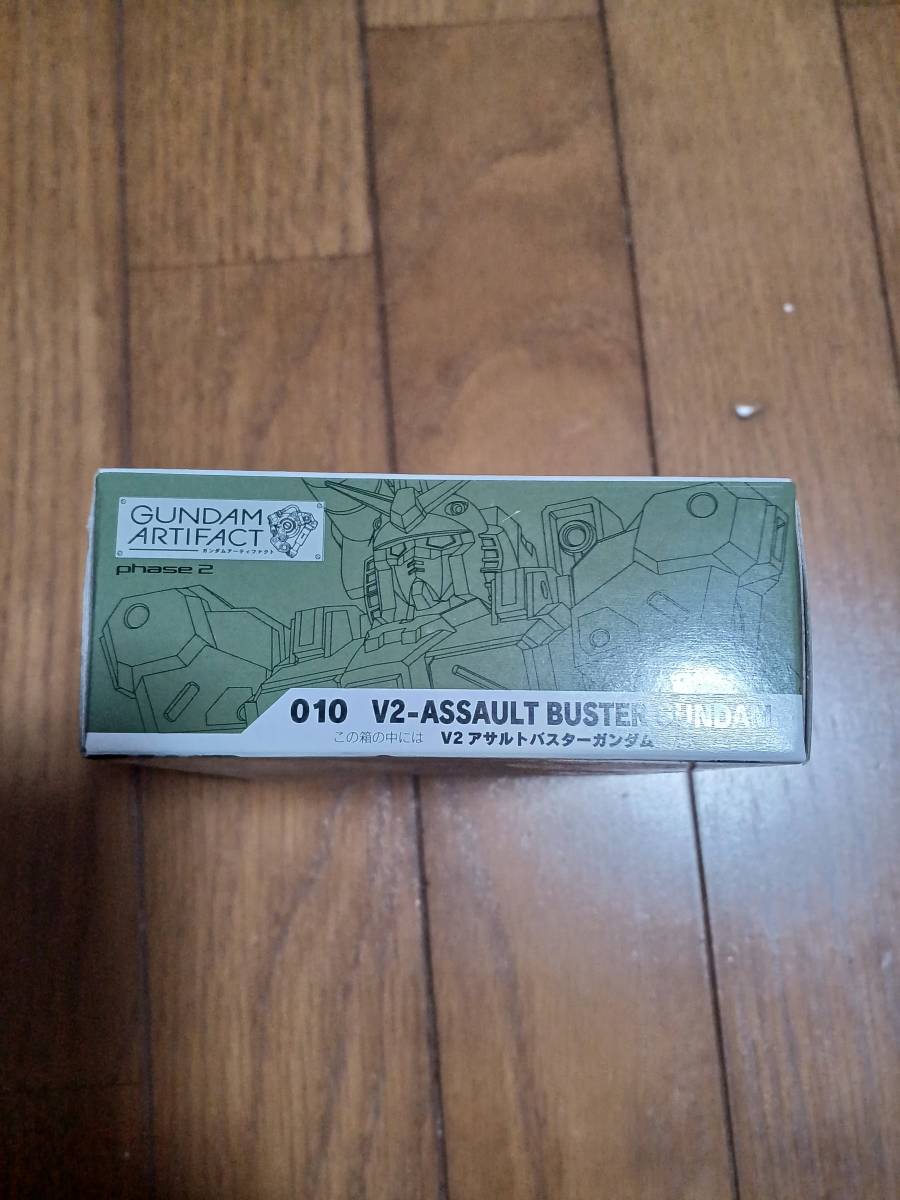 GUNDAM
ARTIFACT
ガンダムアーティファクト
phase 2
010 V2-ASSAULT BUSTER GUNDAM
この箱の中には V2 アサルトバスターガンダム